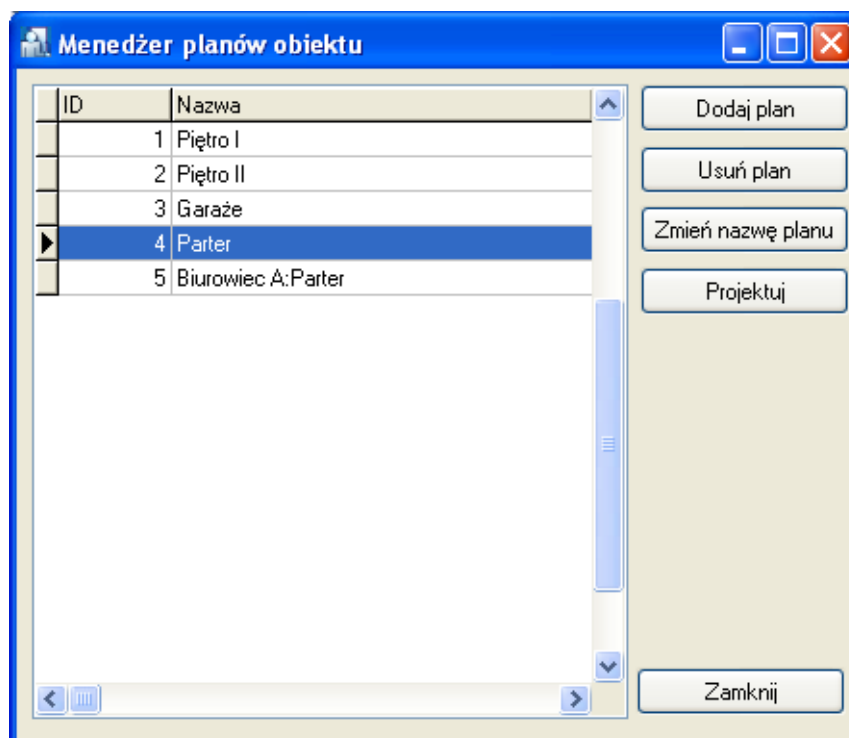 Menedżer planów obiektu
ID Nazwa
1 Piętro I
2 Piętro II
3 Garaże
4 Parter
5 Biurowiec A:Parter
Dodaj plan
Usuń plan
Zmień nazwę planu
Projektuj
Zamknij